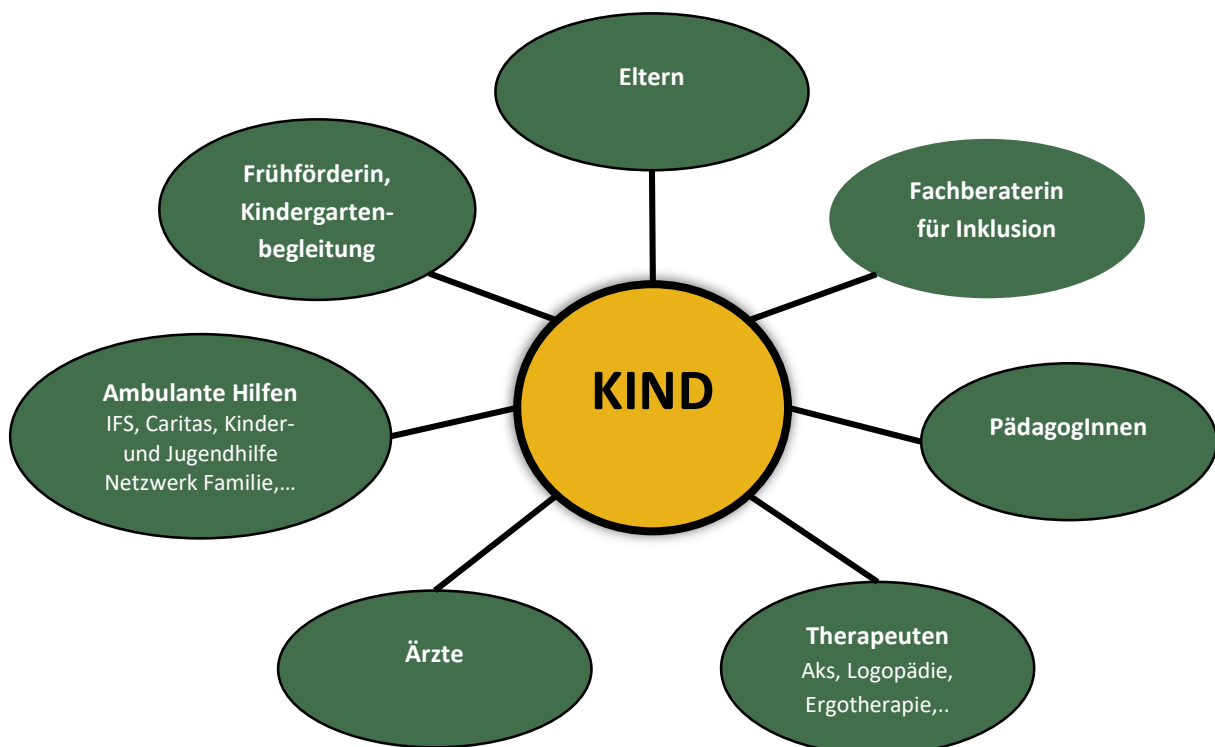 Eltern
Frühförderin,
Kindergarten-
begleitung
Fachberaterin
für Inklusion
KIND
Ambulante Hilfen
IFS, Caritas, Kinder-
und Jugendhilfe
Netzwerk Familie,…
PädagogInnen
Ärzte
Therapeuten
Aks, Logopädie,
Ergotherapie,..